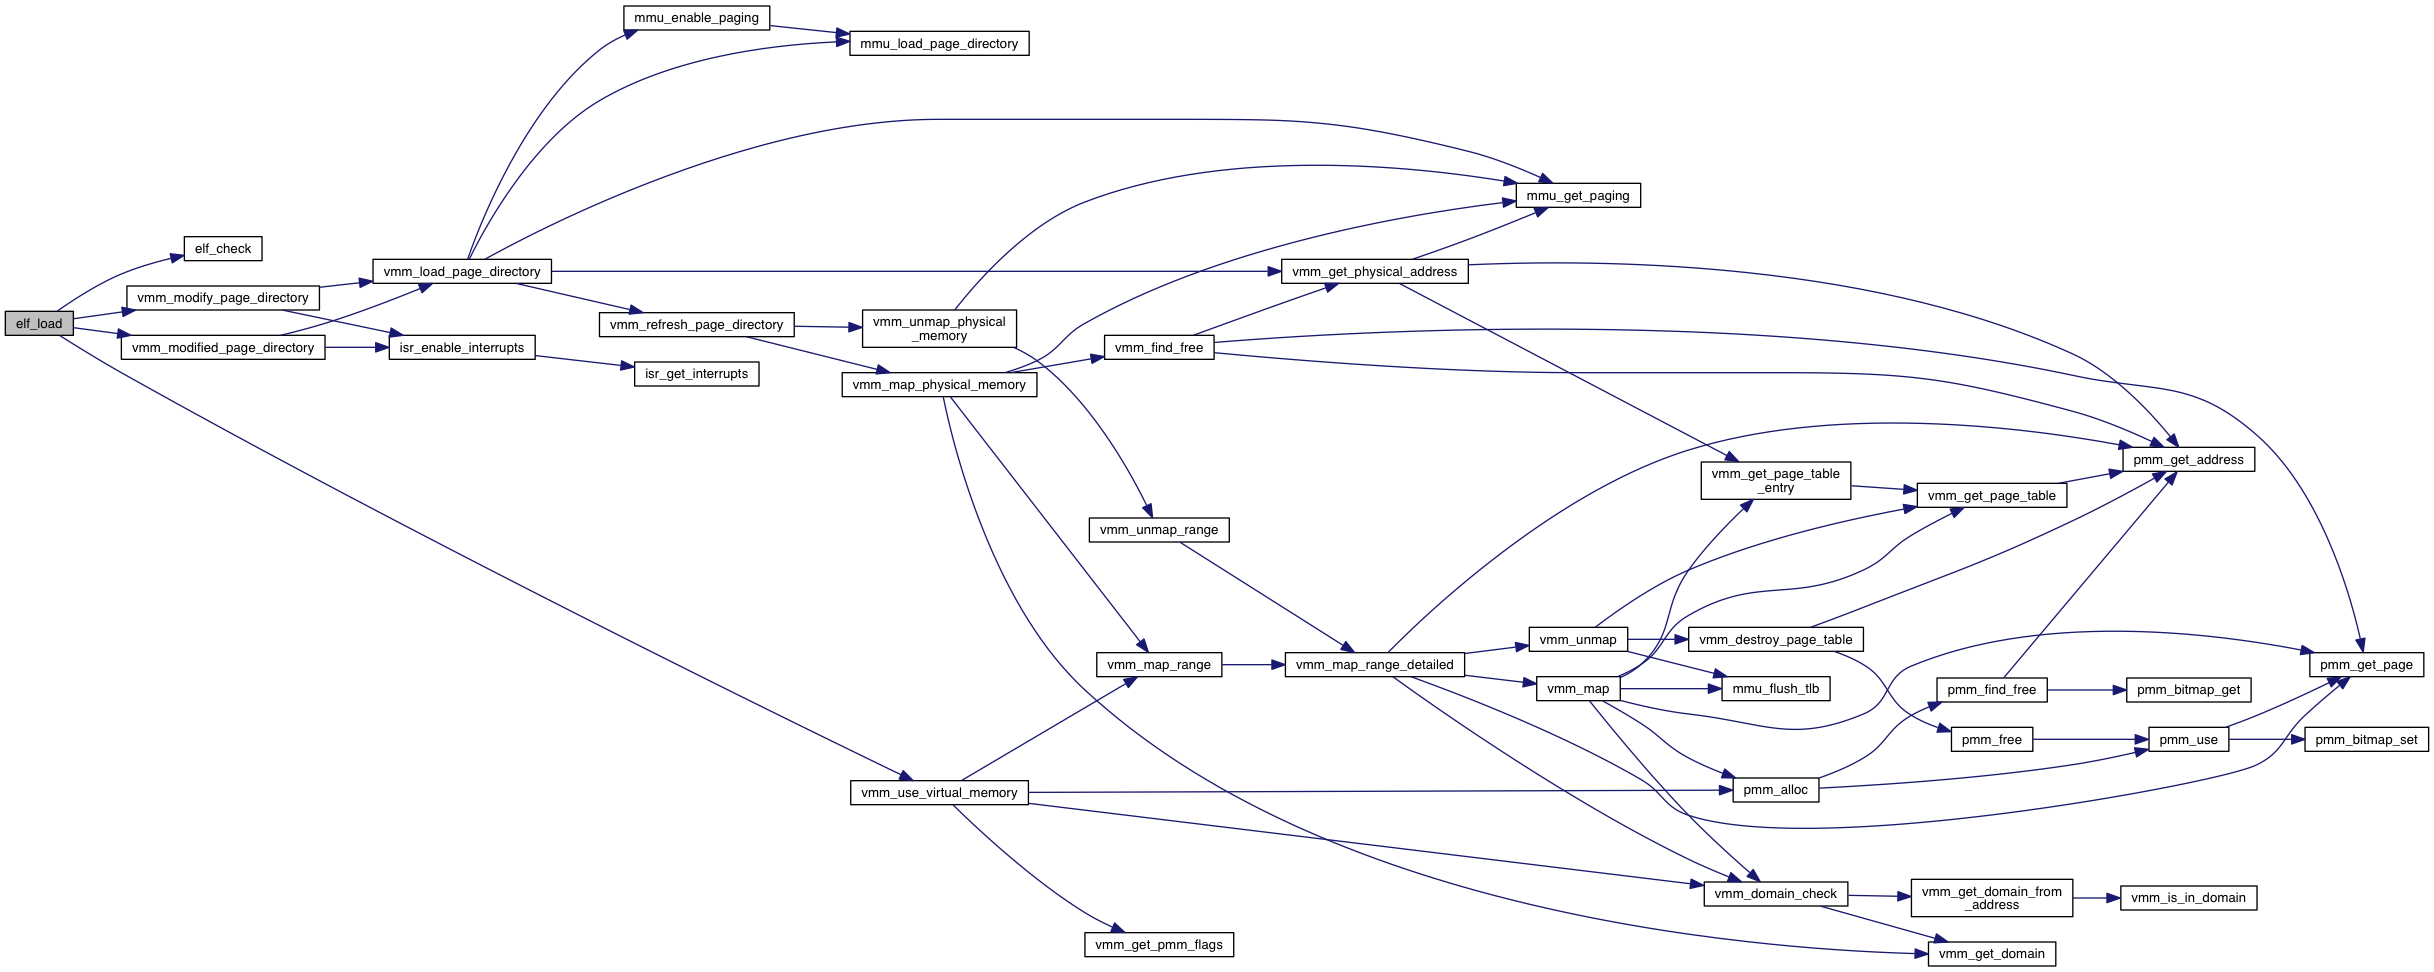 mmu_enable_paging
mmu_load_page_directory
mmu_get_paging
elf_check
vmm_load_page_directory
vmm_get_physical_address
vmm_modify_page_directory
elf_load
vmm_refresh_page_directory
vmm_unmap_physical
_memory
vmm_modified_page_directory
isr_enable_interrupts
vmm_find_free
isr_get_interrupts
vmm_map_physical_memory
pmm_get_address
vmm_get_page_table
_entry
vmm_get_page_table
vmm_unmap_range
vmm_unmap
vmm_destroy_page_table
vmm_map_range
vmm_map_range_detailed
pmm_get_page
vmm_map
mmu_flush_tlb
pmm_find_free
pmm_bitmap_get
pmm_free
pmm_use
pmm_bitmap_set
vmm_use_virtual_memory
pmm_alloc
vmm_domain_check
vmm_get_domain_from
_address
vmm_is_in_domain
vmm_get_pmm_flags
vmm_get_domain